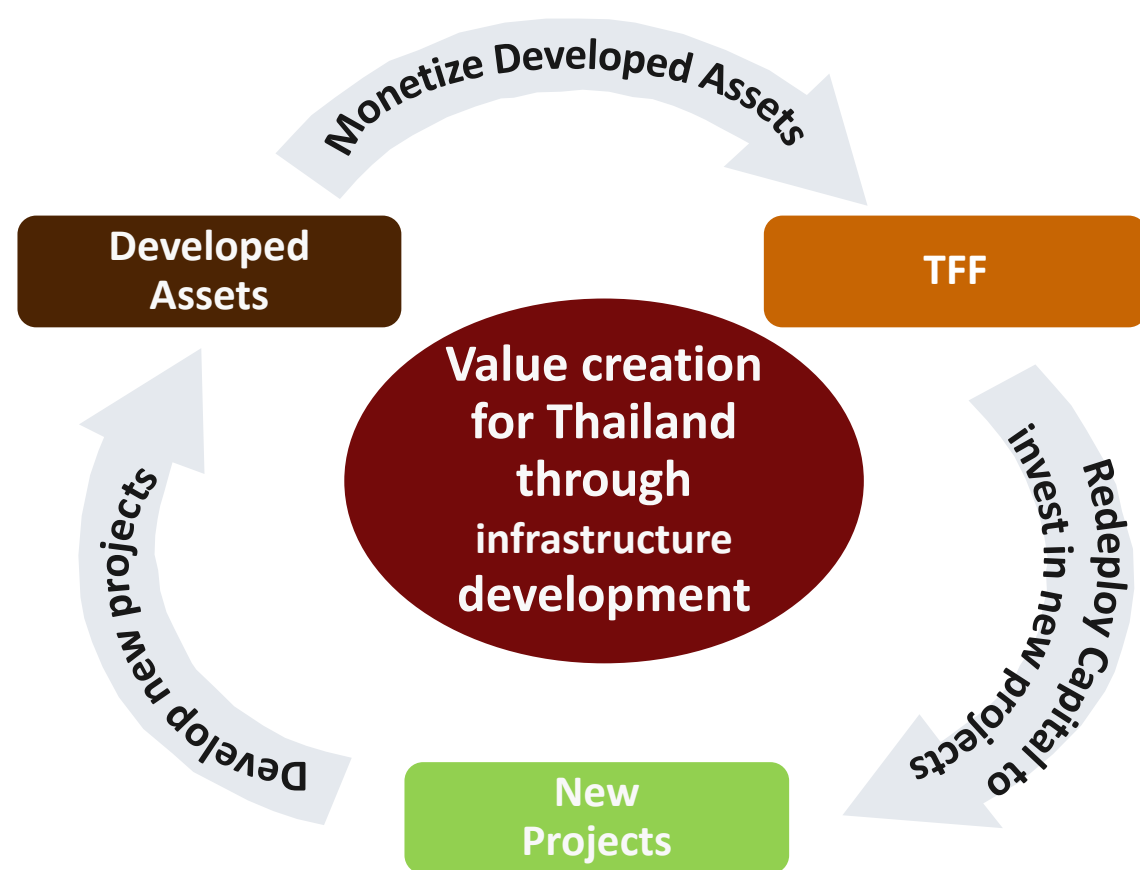 Monetize Developed Assets
Developed
Assets
TFF
Value creation
for Thailand
through
infrastructure
development
Redeploy Capital to
invest in new projects
Develop new projects
New
Projects